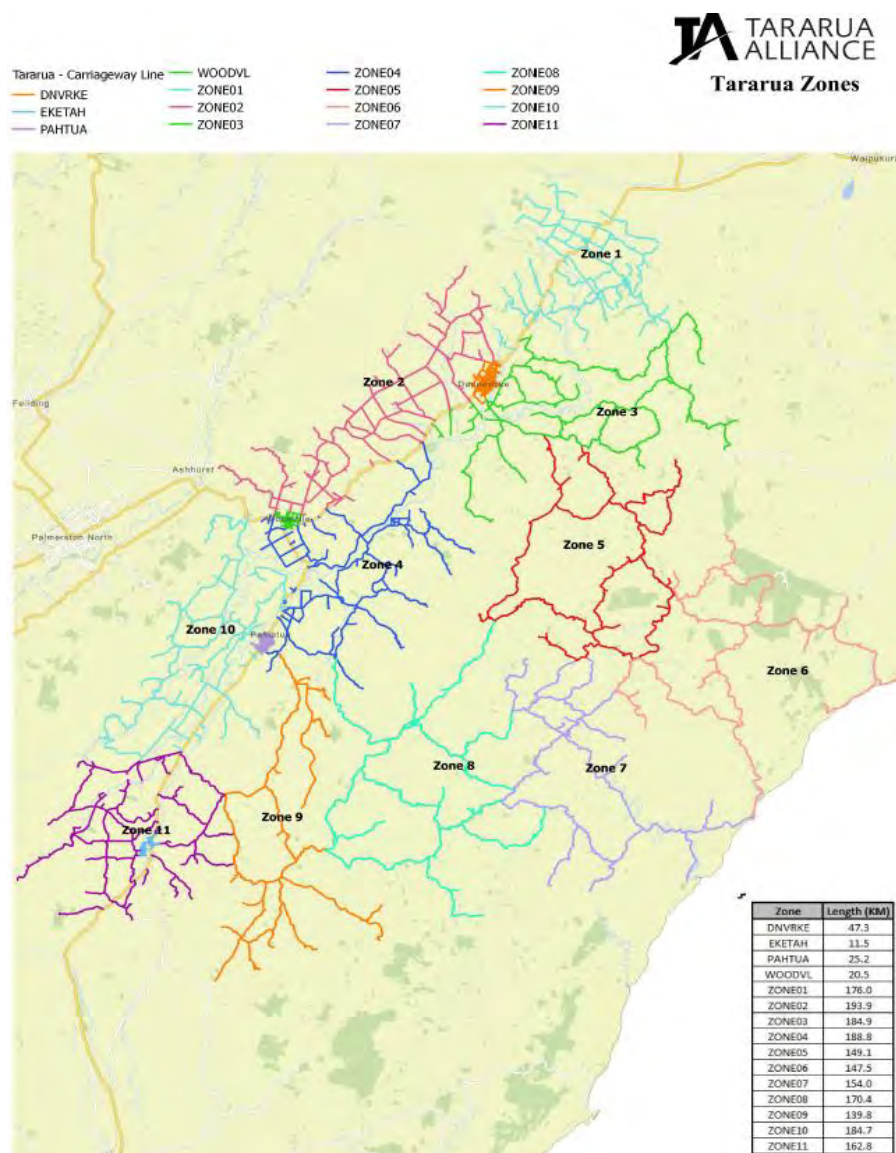 TARARUA
ALLIANCE
Tararua Zones
Tararua - Carriageway Line
DNVRKE
EKETAH
PAHTUA
WOODVL
ZONE01
ZONE02
ZONE03
ZONE04
ZONE05
ZONE06
ZONE07
ZONE08
ZONE09
ZONE10
ZONE11
Zone 1
Zone 2
Feilding
Zone 3
Ashhurst
Palmerston North
Zone 5
Zone 4
Zone 10
Zone 6
Zone 8
Zone 7
Zone 9
Zone 11
Zone Length (KM)
DNVRKE 47.3
EKETAH 11.5
PAHTUA 25.2
WOODVL 20.5
ZONE01 176.0
ZONE02 193.9
ZONE03 184.9
ZONE04 188.8
ZONE05 149.1
ZONE06 147.5
ZONE07 154.0
ZONE08 170.4
ZONE09 139.8
ZONE10 184.7
ZONE11 162.8